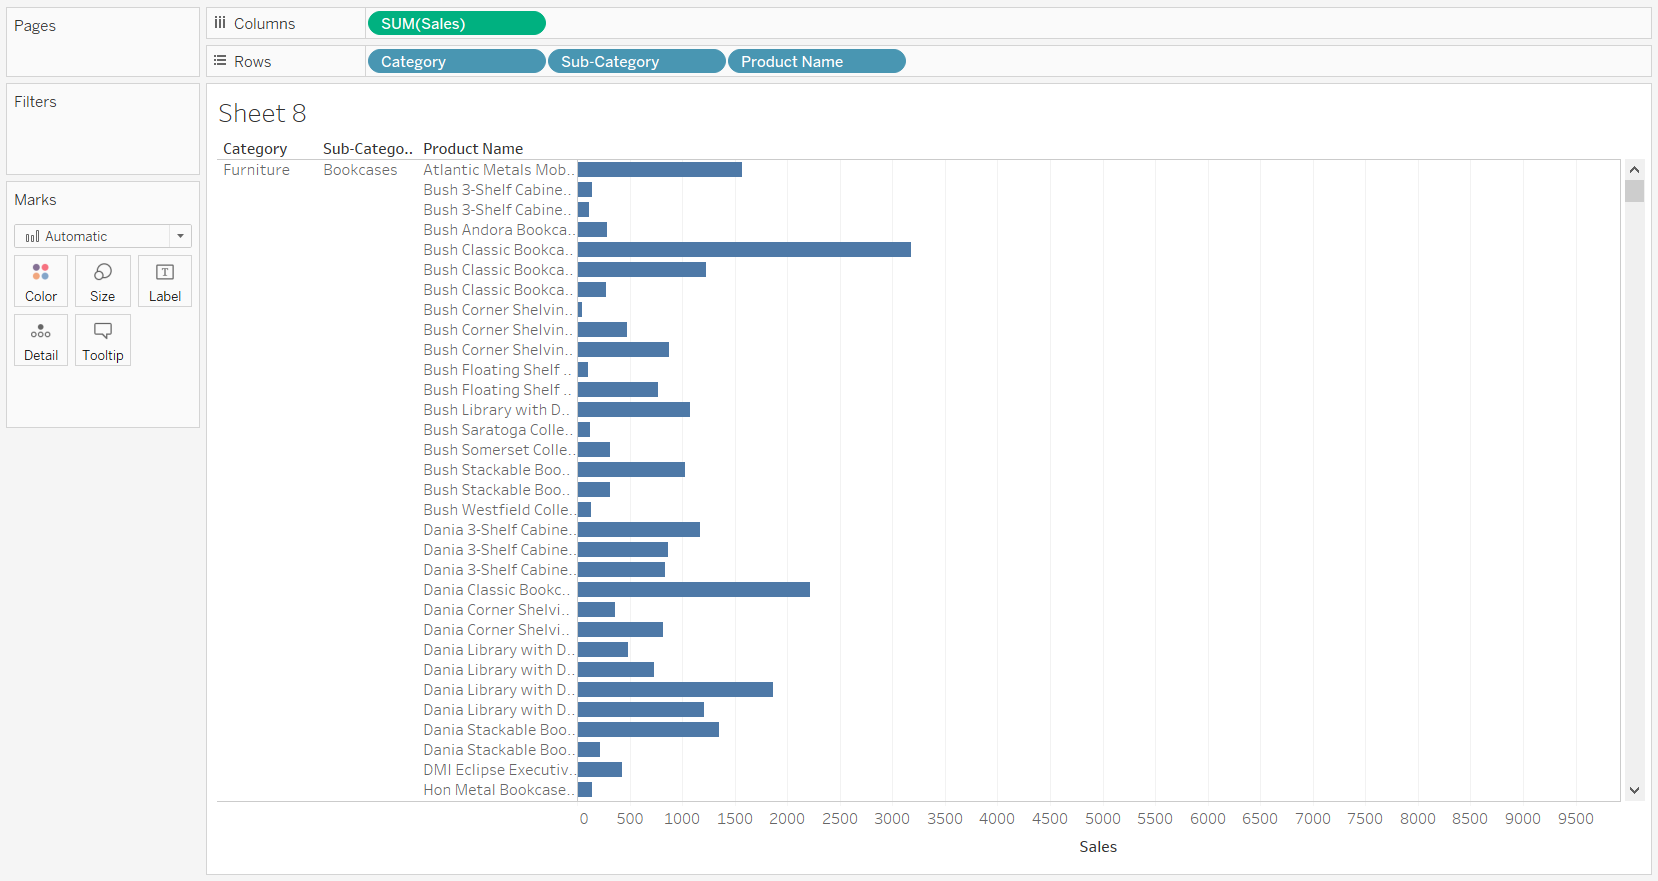 Pages
Columns SUM(Sales)
Rows Category Sub-Category Product Name
Filters
Marks
Automatic
Color Size Label
Detail Tooltip
Sheet 8
Category Sub-Catego.. Product Name
Furniture Bookcases Atlantic Metals Mob..
Bush 3-Shelf Cabine..
Bush 3-Shelf Cabine..
Bush Andora Bookca..
Bush Classic Bookca..
Bush Classic Bookca..
Bush Classic Bookca..
Bush Corner Shelvin..
Bush Corner Shelvin..
Bush Corner Shelvin..
Bush Floating Shelf ..
Bush Floating Shelf ..
Bush Library with D..
Bush Saratoga Colle..
Bush Somerset Colle..
Bush Stackable Boo..
Bush Stackable Boo..
Bush Westfield Colle..
Dania 3-Shelf Cabine..
Dania 3-Shelf Cabine..
Dania 3-Shelf Cabine..
Dania Classic Bookc..
Dania Corner Shelvi..
Dania Corner Shelvi..
Dania Library with D..
Dania Library with D..
Dania Library with D..
Dania Library with D..
Dania Stackable Boo..
Dania Stackable Boo..
DMI Eclipse Executiv..
Hon Metal Bookcase..
0 500 1000 1500 2000 2500 3000 3500 4000 4500 5000 5500 6000 6500 7000 7500 8000 8500 9000 9500
Sales